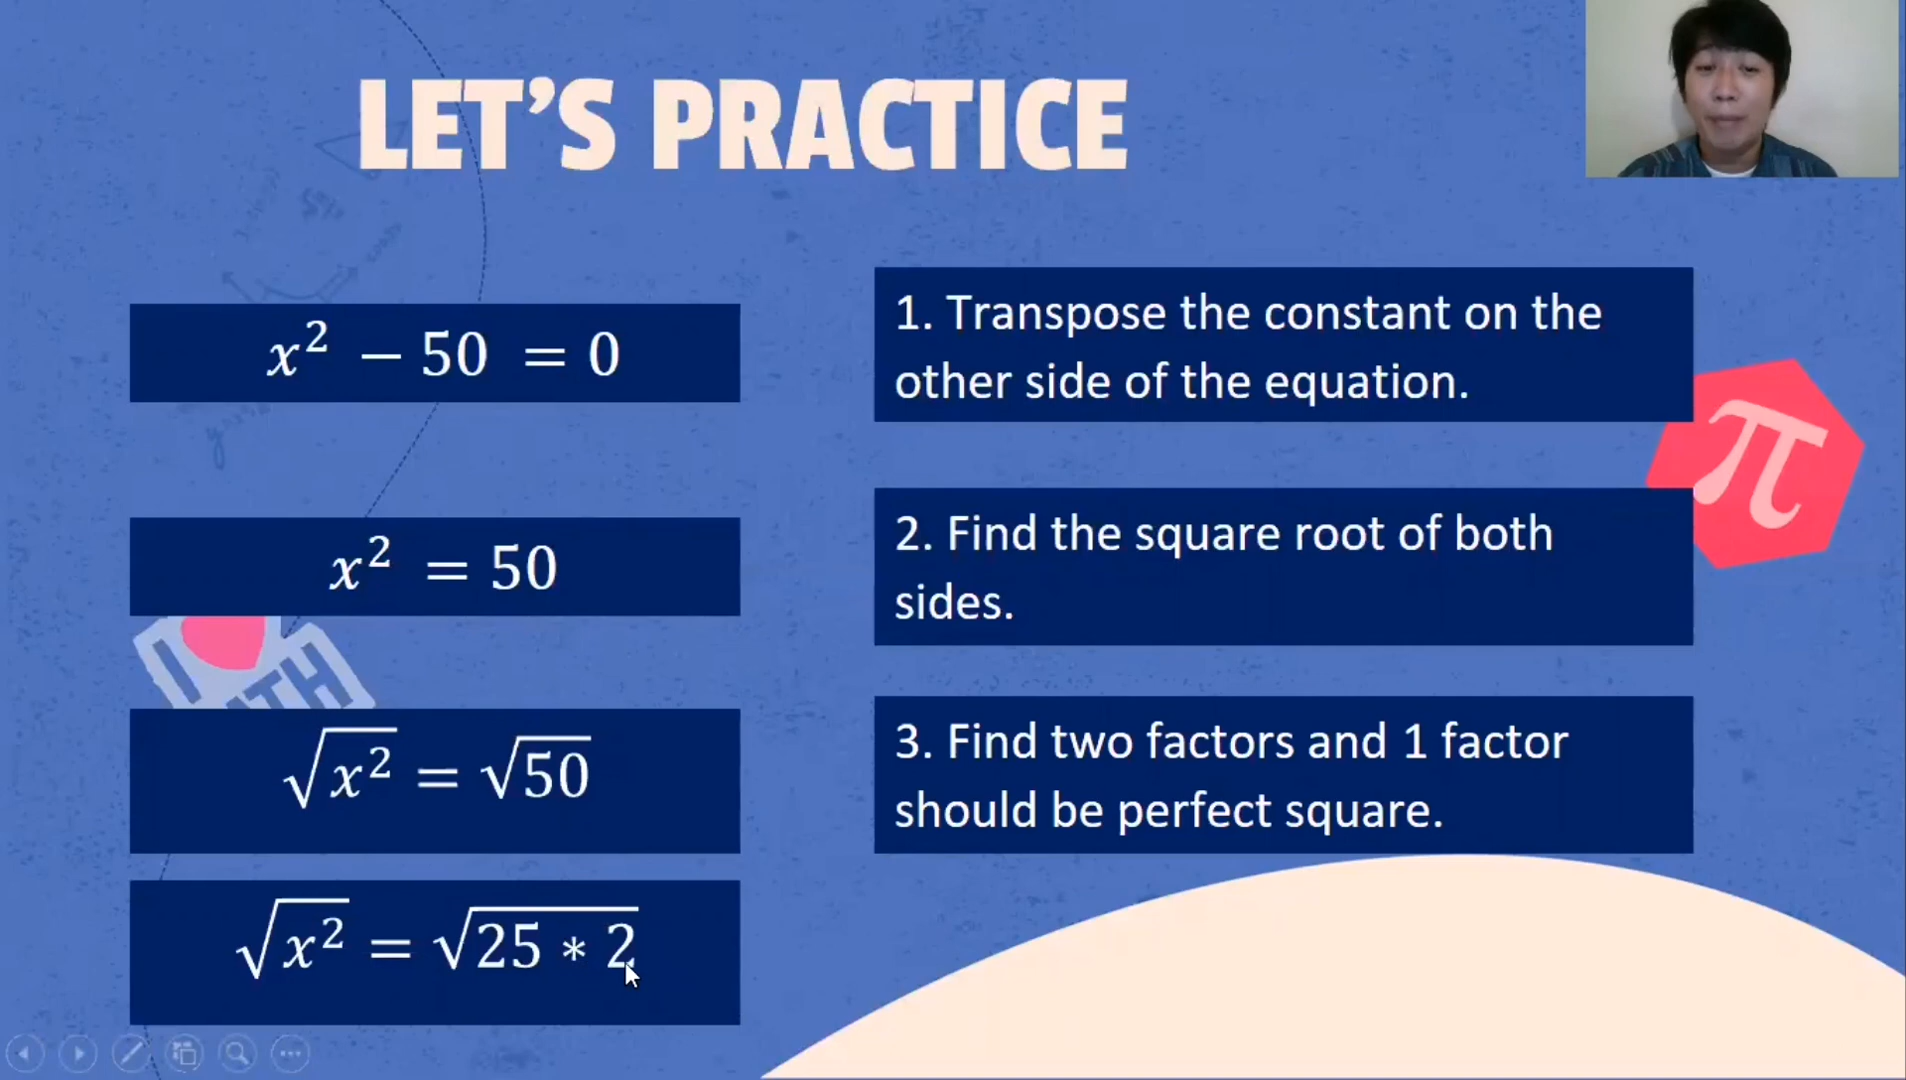 LET'S PRACTICE
x² − 50 = 0
1. Transpose the constant on the
other side of the equation.
x² = 50
2. Find the square root of both
sides.
√x² = √50
3. Find two factors and 1 factor
should be perfect square.
√x² = √25 * 2
π
I
TH